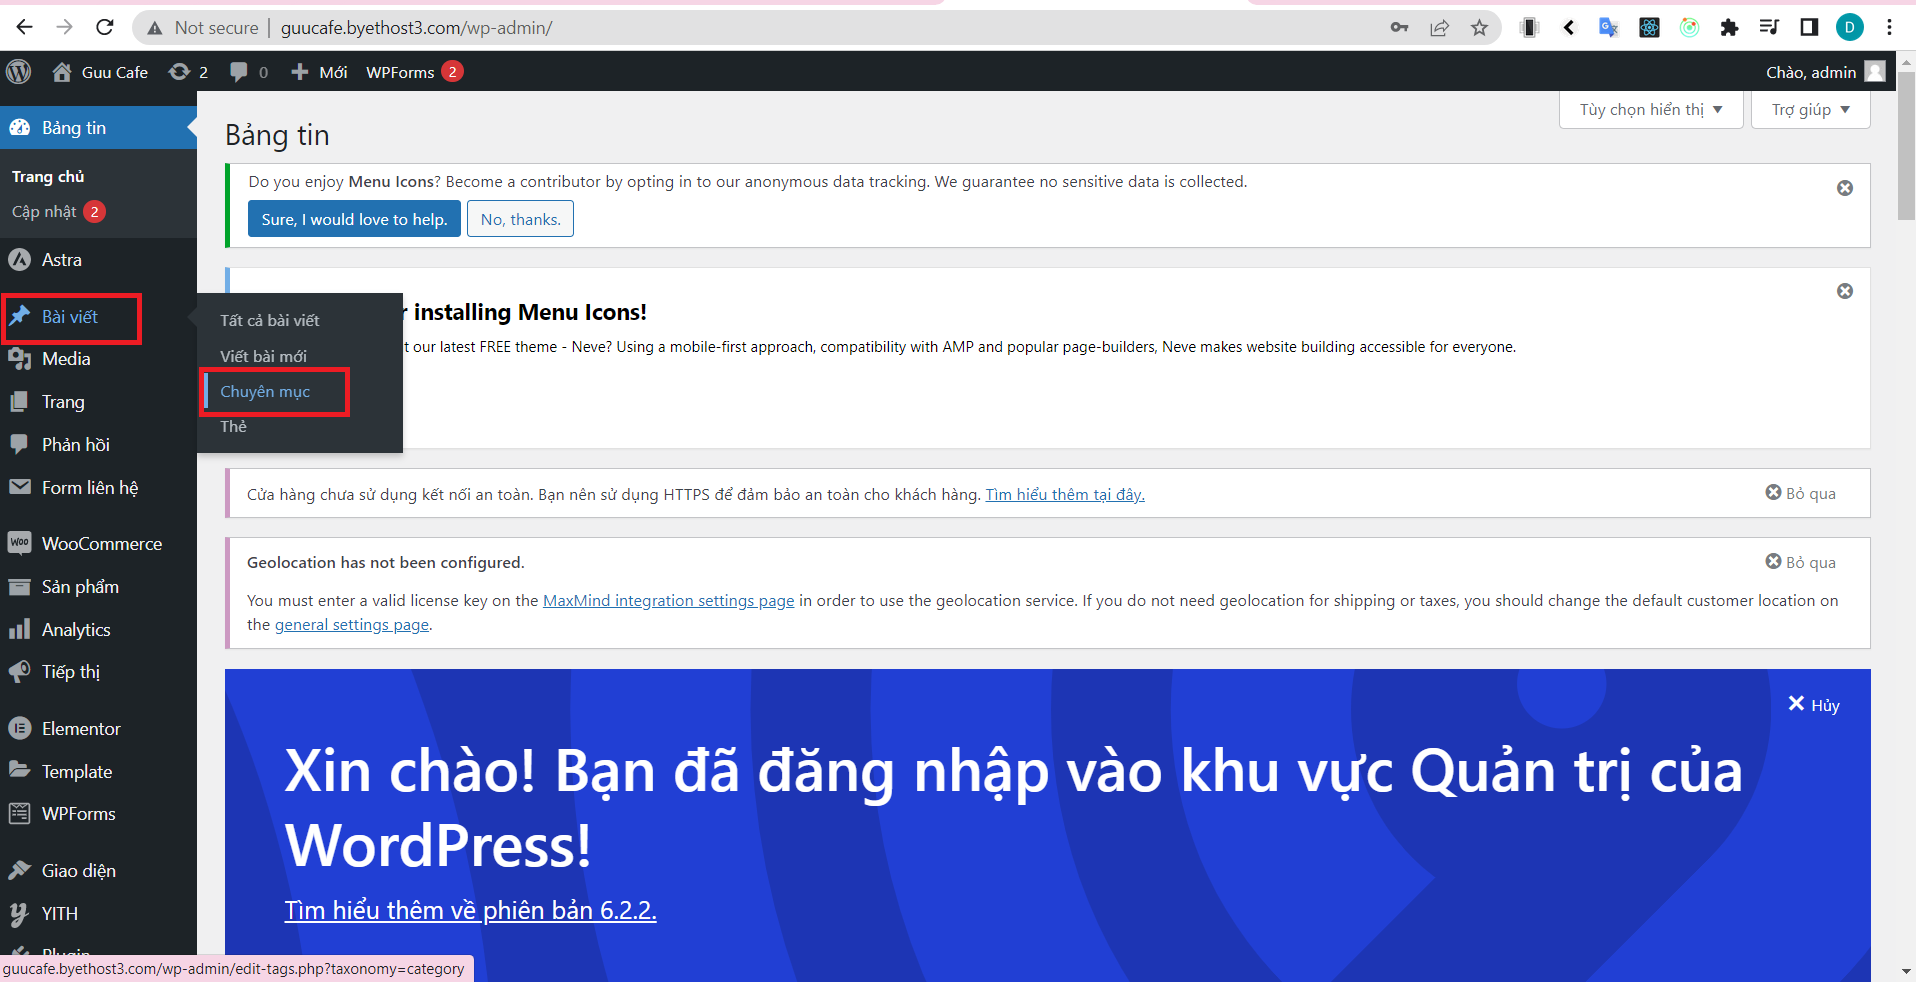 Not secure | guucafe.byethost3.com/wp-admin/
D
Guu Cafe 2 0 Mới WPForms 2
Chào, admin
Bảng tin
Trang chủ
Cập nhật 2
Astra
Bài viết
Media
Trang
Phản hồi
Form liên hệ
Woo WooCommerce
Sản phẩm
Analytics
Tiếp thị
Elementor
Template
WPForms
Giao diện
YITH
Plugin
Tất cả bài viết
Viết bài mới
Chuyên mục
Thẻ
Tùy chọn hiển thị
Trợ giúp
Bảng tin
Do you enjoy Menu Icons? Become a contributor by opting in to our anonymous data tracking. We guarantee no sensitive data is collected.
Sure, I would love to help.
No, thanks.
installing Menu Icons!
t our latest FREE theme - Neve? Using a mobile-first approach, compatibility with AMP and popular page-builders, Neve makes website building accessible for everyone.
Cửa hàng chưa sử dụng kết nối an toàn. Bạn nên sử dụng HTTPS để đảm bảo an toàn cho khách hàng. Tìm hiểu thêm tại đây.
Bỏ qua
Geolocation has not been configured.
Bỏ qua
You must enter a valid license key on the MaxMind integration settings page in order to use the geolocation service. If you do not need geolocation for shipping or taxes, you should change the default customer location on
the general settings page.
Hủy
Xin chào! Bạn đã đăng nhập vào khu vực Quản trị của
WordPress!
Tìm hiểu thêm về phiên bản 6.2.2.
guucafe.byethost3.com/wp-admin/edit-tags.php?taxonomy=category